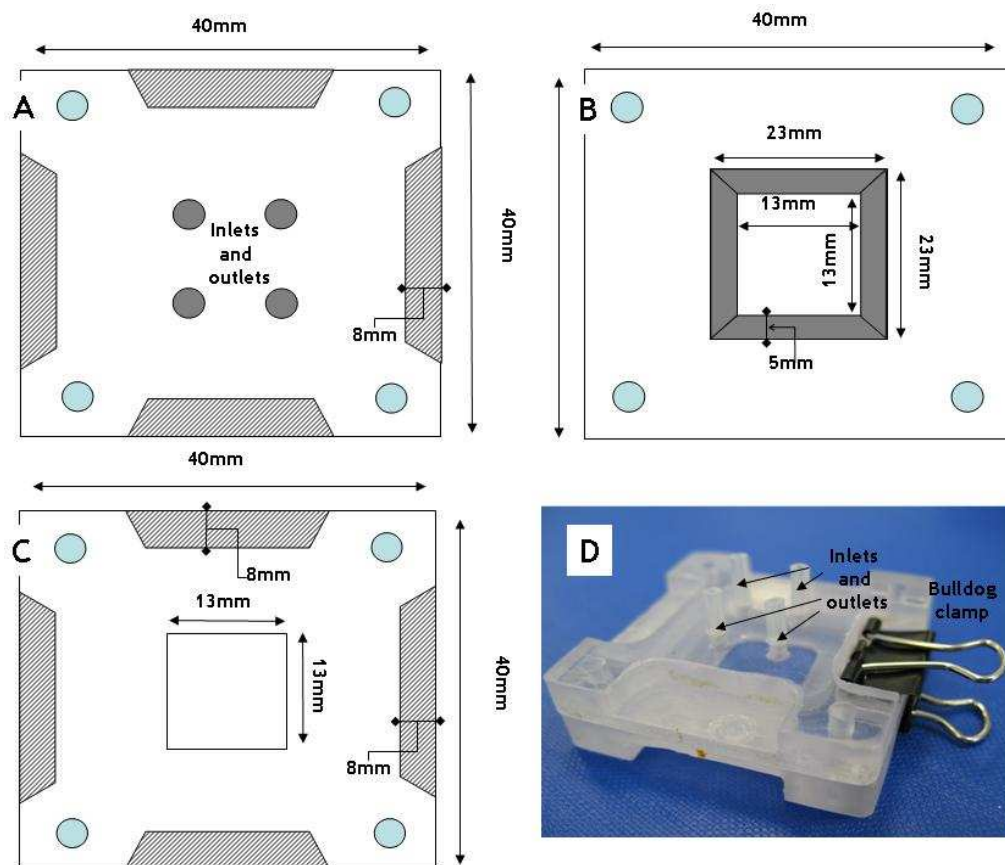 40mm
A
Inlets
and
outlets
8mm
40mm
40mm
B
23mm
13mm
13mm
23mm
5mm
40mm
C
8mm
13mm
13mm
8mm
40mm
D
Inlets
and
outlets
Bulldog
clamp